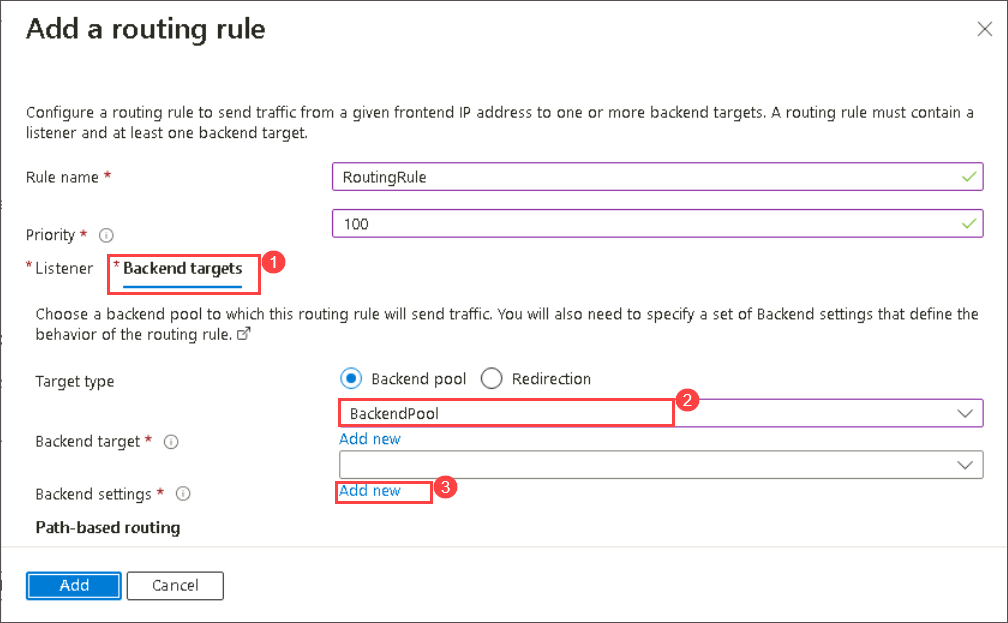 Add a routing rule
Configure a routing rule to send traffic from a given frontend IP address to one or more backend targets. A routing rule must contain a
listener and at least one backend target.
Rule name *
RoutingRule
100
Priority *
* Listener
* Backend targets
1
Choose a backend pool to which this routing rule will send traffic. You will also need to specify a set of Backend settings that define the
behavior of the routing rule.
Target type
Backend pool
Redirection
BackendPool
2
Backend target *
Add new
Backend settings *
Add new
3
Path-based routing
Add
Cancel